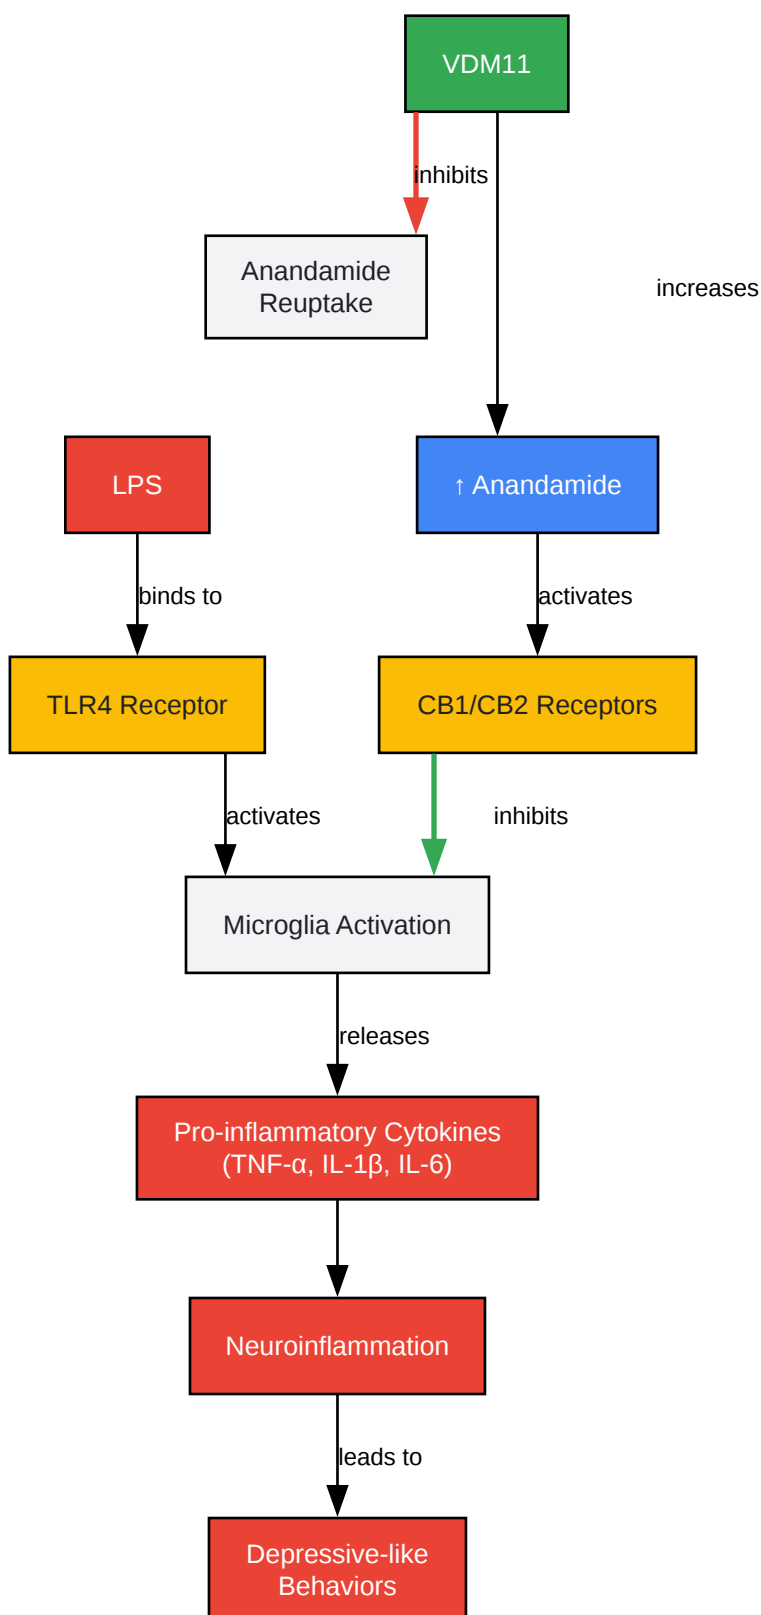 VDM11
inhibits
Anandamide
Reuptake
increases
LPS
↑ Anandamide
binds to
activates
TLR4 Receptor
CB1/CB2 Receptors
activates
inhibits
Microglia Activation
releases
Pro-inflammatory Cytokines
(TNF-α, IL-1β, IL-6)
Neuroinflammation
leads to
Depressive-like
Behaviors